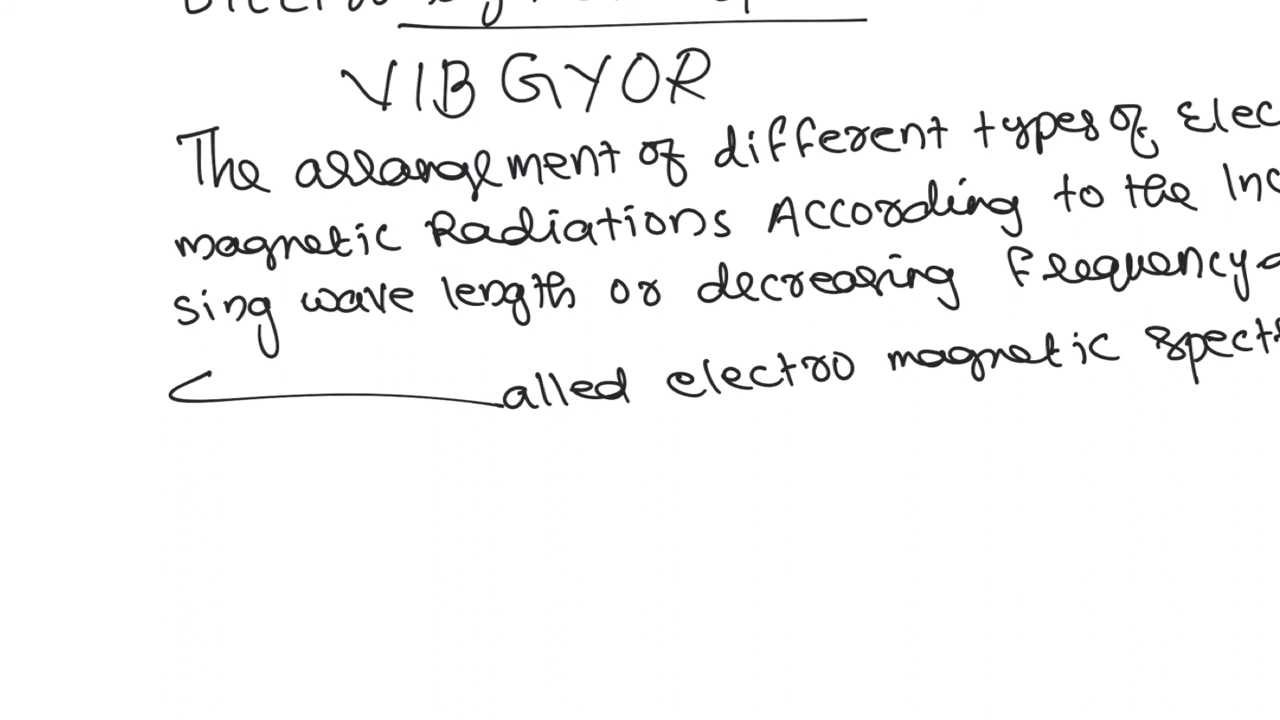 VIBGYOR
The arrangement of different types of Elec
magnetic Radiations According to the Inc
sing wave length or decreasing frequency
called electro magnetic spect